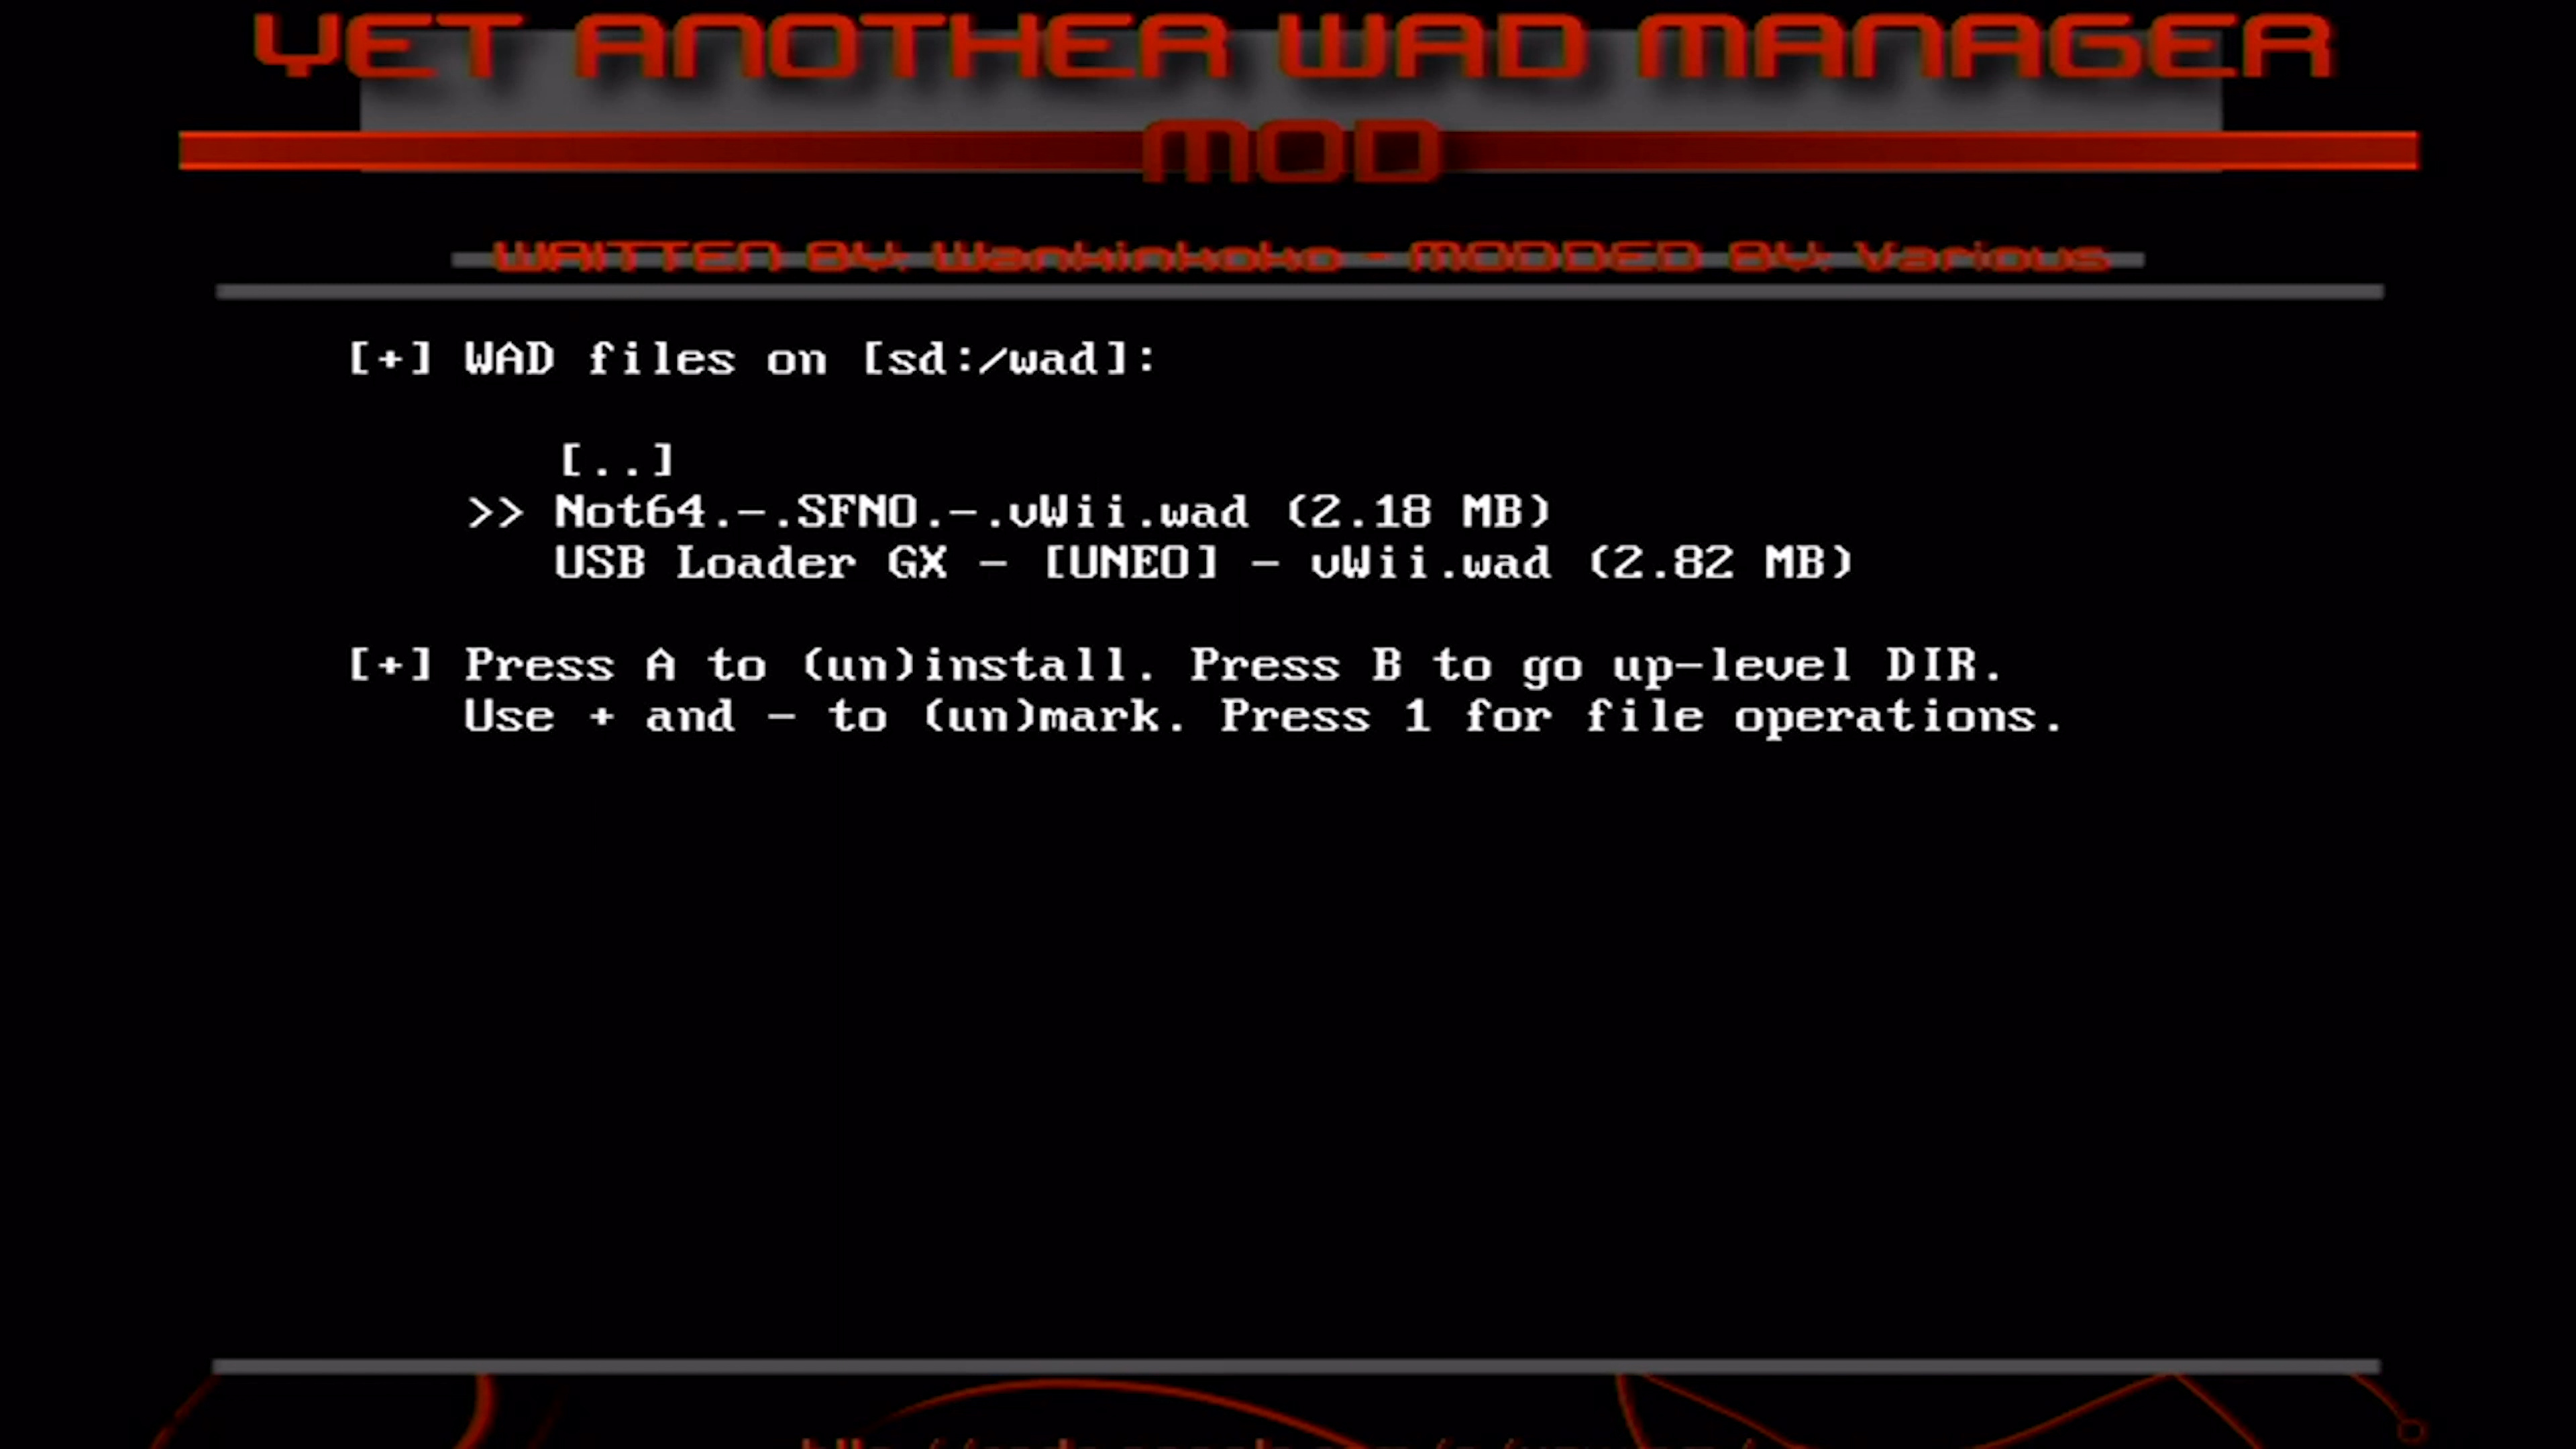 YET ANOTHER WAD MANAGER
MOD
WRITTEN BY: Wankinkoko - MODDED BY: Various
[+] WAD files on [sd:/wad]:
[..]
>> Not64.-.SFNO.-.vWii.wad (2.18 MB)
USB Loader GX - [UNEO] - vWii.wad (2.82 MB)
[+] Press A to (un)install. Press B to go up-level DIR.
Use + and - to (un)mark. Press 1 for file operations.